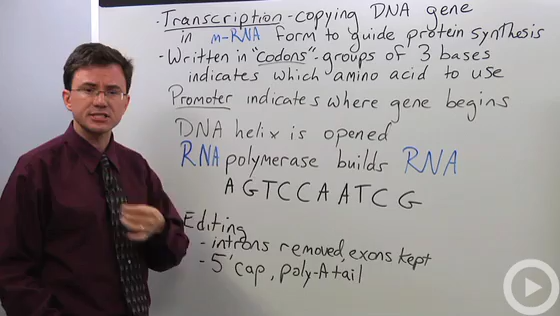 • Transcription - copying DNA gene
in m-RNA form to guide protein synthesis
• Written in "codons" - groups of 3 bases
indicates which amino acid to use
Promoter indicates where gene begins
DNA helix is opened
RNA polymerase builds RNA
A G T C C A A T C G
Editing
- introns removed, exons kept
- 5' cap, poly-A tail